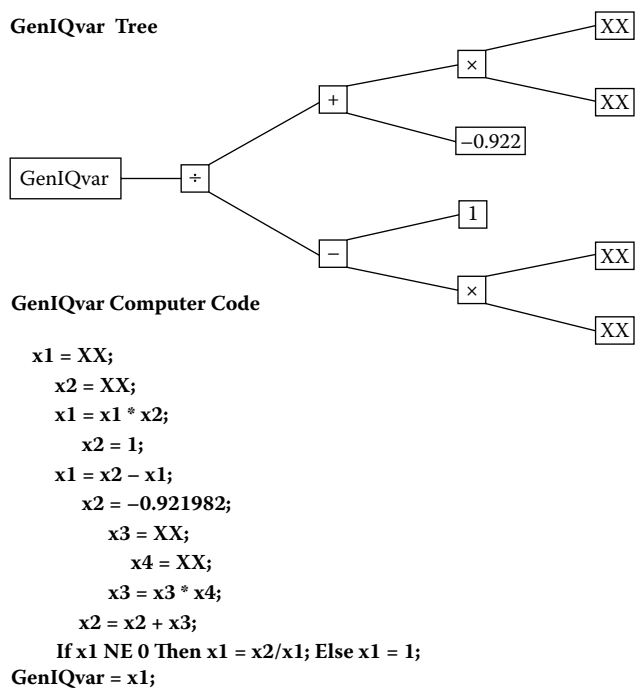 GenIQvar Tree
XX
×
XX
+
−0.922
GenIQvar
÷
1
−
XX
×
XX
GenIQvar Computer Code
x1 = XX;
x2 = XX;
x1 = x1 * x2;
x2 = 1;
x1 = x2 − x1;
x2 = −0.921982;
x3 = XX;
x4 = XX;
x3 = x3 * x4;
x2 = x2 + x3;
If x1 NE 0 Then x1 = x2/x1; Else x1 = 1;
GenIQvar = x1;